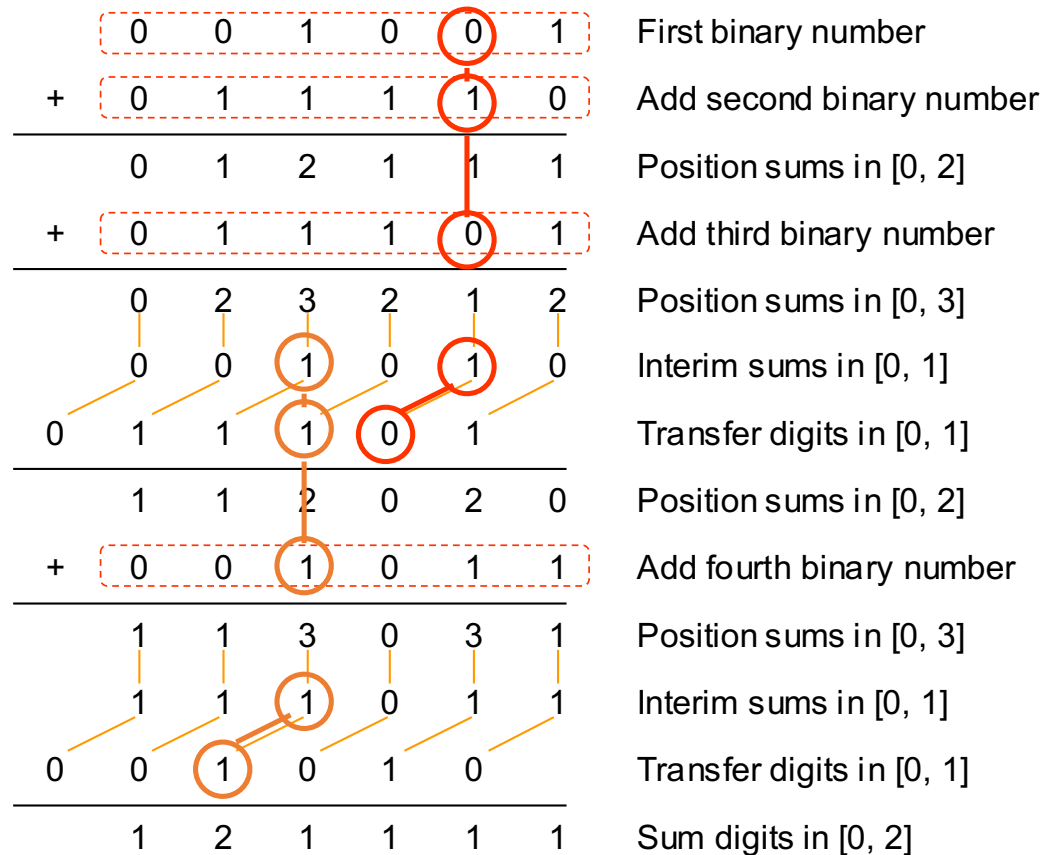 0 0 1 0 0 1 First binary number
+ 0 1 1 1 1 0 Add second binary number
0 1 2 1 1 1 Position sums in [0, 2]
+ 0 1 1 1 0 1 Add third binary number
0 2 3 2 1 2 Position sums in [0, 3]
0 0 1 0 1 0 Interim sums in [0, 1]
0 1 1 1 0 1 Transfer digits in [0, 1]
1 1 2 0 2 0 Position sums in [0, 2]
+ 0 0 1 0 1 1 Add fourth binary number
1 1 3 0 3 1 Position sums in [0, 3]
1 1 1 0 1 1 Interim sums in [0, 1]
0 0 1 0 1 0 Transfer digits in [0, 1]
1 2 1 1 1 1 Sum digits in [0, 2]